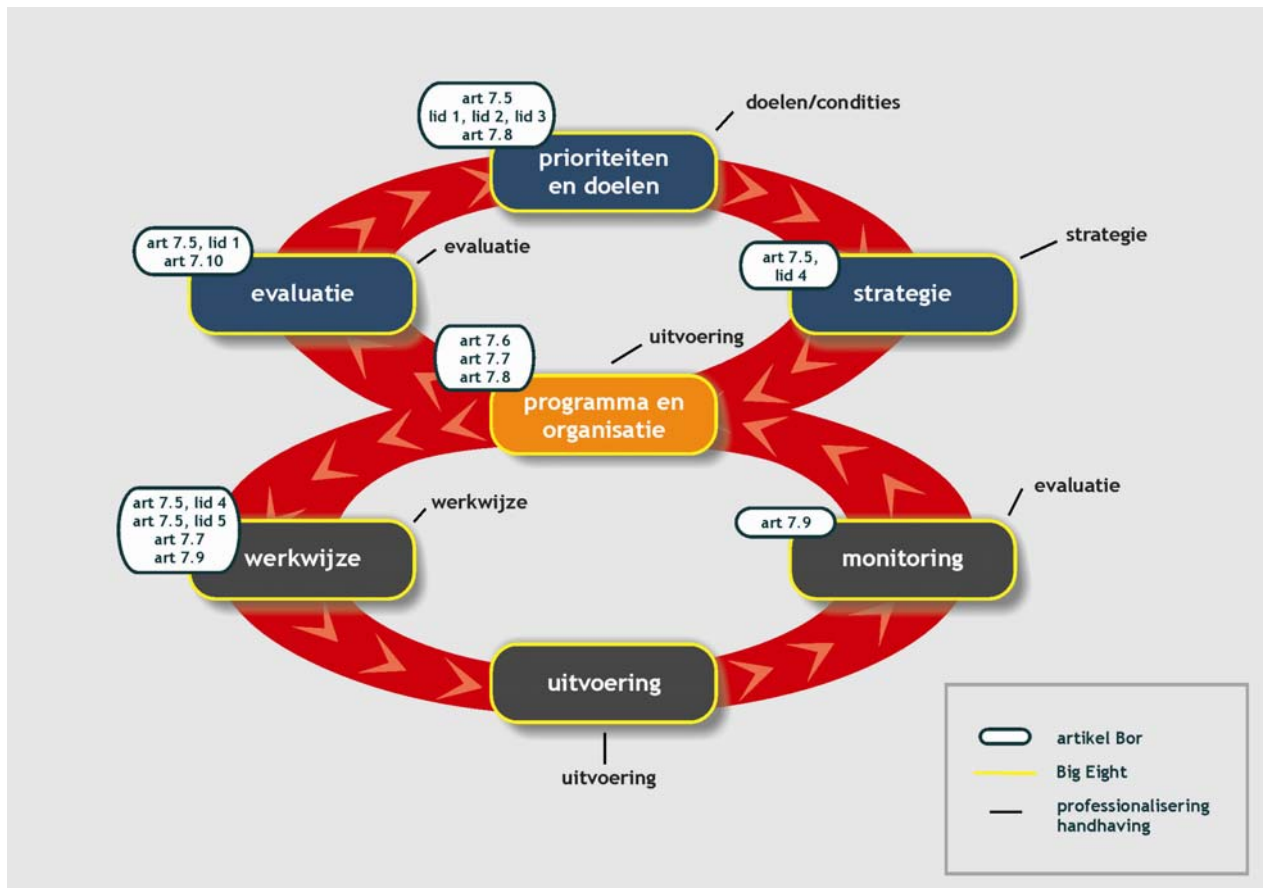 art 7.5
lid 1, lid 2, lid 3
art 7.8
doelen/condities
prioriteiten
en doelen
art 7.5, lid 1
art 7.10
evaluatie
evaluatie
art 7.5,
lid 4
strategie
strategie
art 7.6
art 7.7
art 7.8
uitvoering
programma en
organisatie
art 7.5, lid 4
art 7.5, lid 5
art 7.7
art 7.9
werkwijze
werkwijze
art 7.9
evaluatie
monitoring
uitvoering
uitvoering
artikel Bor
Big Eight
professionalisering
handhaving